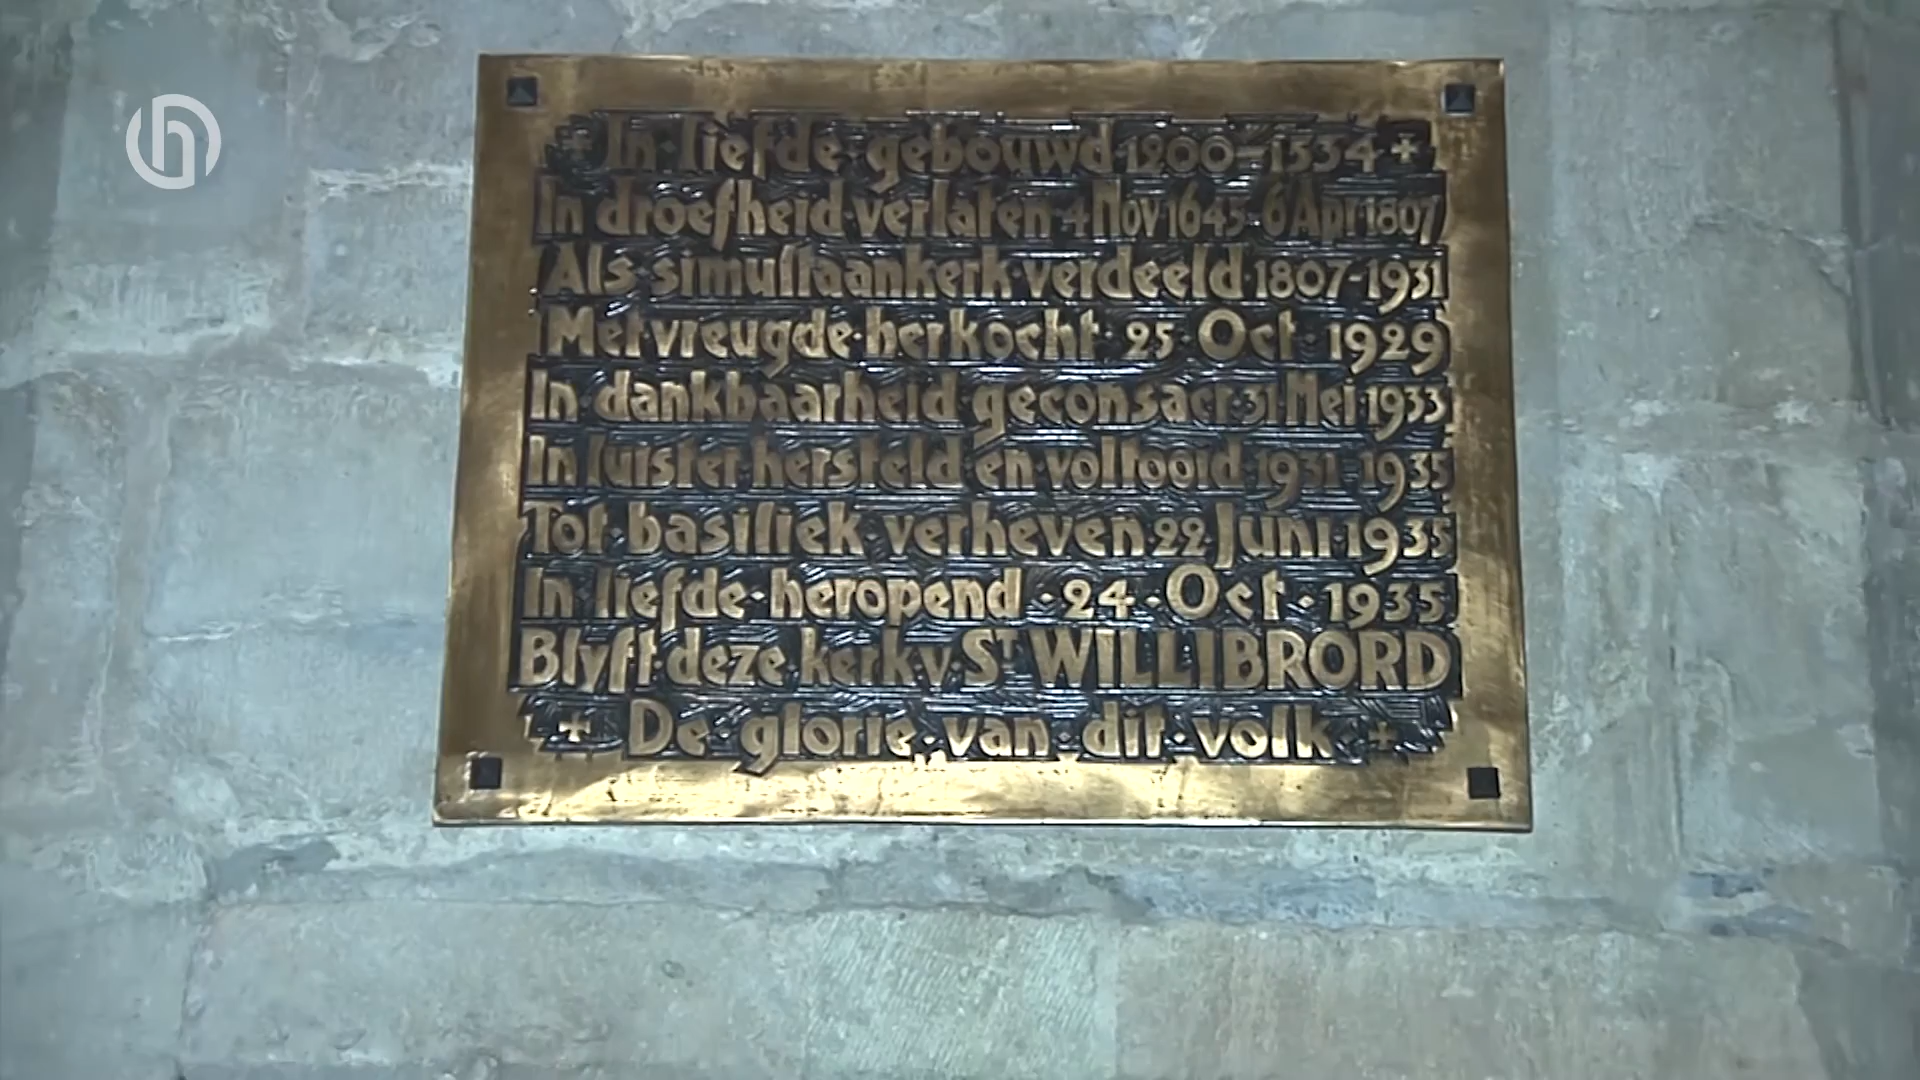 + In liefde gebouwd 1200-1534 +
In droefheid verlaten 4 Nov 1645 - 6 Apr 1807
Als simultaankerk verdeeld 1807-1931
Met vreugde herkocht 25 Oct 1929
In dankbaarheid geconsacr 31 Mei 1933
In luister hersteld en voltooid 1931-1935
Tot basiliek verheven 22 Juni 1935
In liefde heropend 24 Oct 1935
Blyft deze kerk v. ST WILLIBRORD
+ De glorie van dit volk +